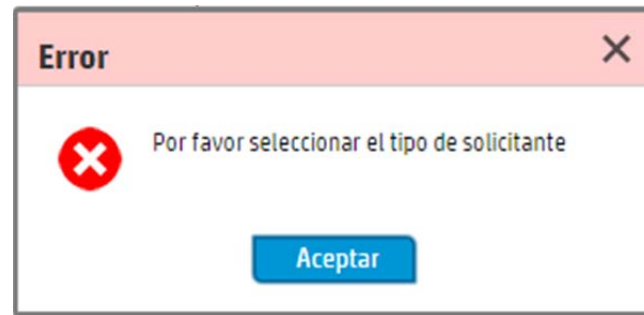 Error
Por favor seleccionar el tipo de solicitante
Aceptar